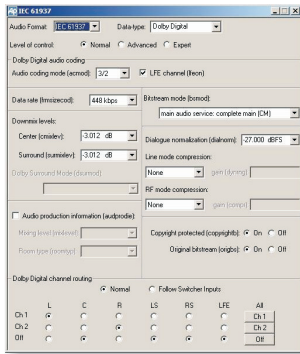 IEC 61937
Audio Format: IEC 61937 Data-type: Dolby Digital
Level of control: Normal Advanced Expert
Dolby Digital audio coding
Audio coding mode (acmod): 3/2 LFE channel (lfeon)
Data rate (frmsizecod): 448 kbps
Bitstream mode (bsmod):
main audio service: complete main (CM)
Downmix levels:
Center (cmixlev): -3.012 dB
Dialogue normalization (dialnorm): -27.000 dBFS
Surround (surmixlev): -3.012 dB
Line mode compression:
None gain (dynrng)
Dolby Surround Mode (dsurmod):
RF mode compression:
None gain (compr)
Audio production information (audprodie):
Mixing level (mixlevel)
Copyright protected (copyrightb): On Off
Room type (roomtyp)
Original bitstream (origbs): On Off
Dolby Digital channel routing
Normal Follow Switcher Inputs
L C R LS RS LFE All
Ch 1 Ch 1
Ch 2 Ch 2
Off Off